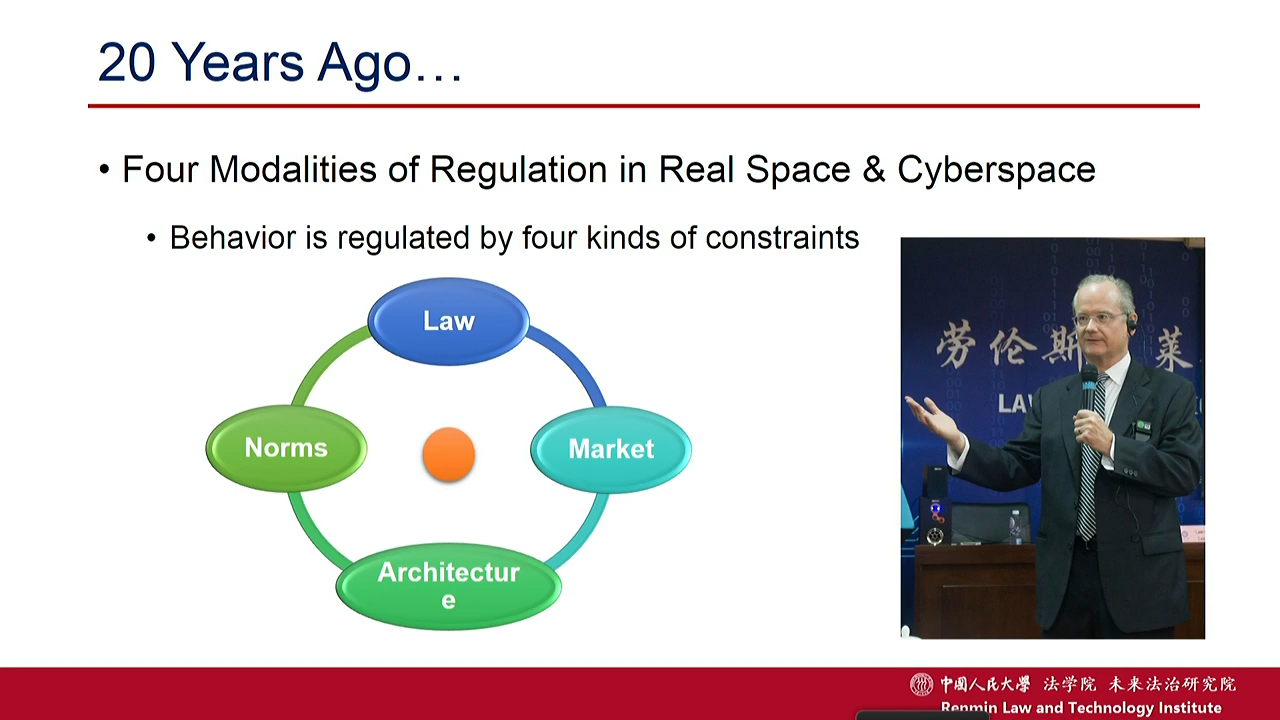 20 Years Ago…
• Four Modalities of Regulation in Real Space & Cyberspace
• Behavior is regulated by four kinds of constraints
Law
Norms
Market
Architectur
e
劳伦斯 莱
LAW
中國人民大學 法学院 未来法治研究院
Renmin Law and Technology Institute